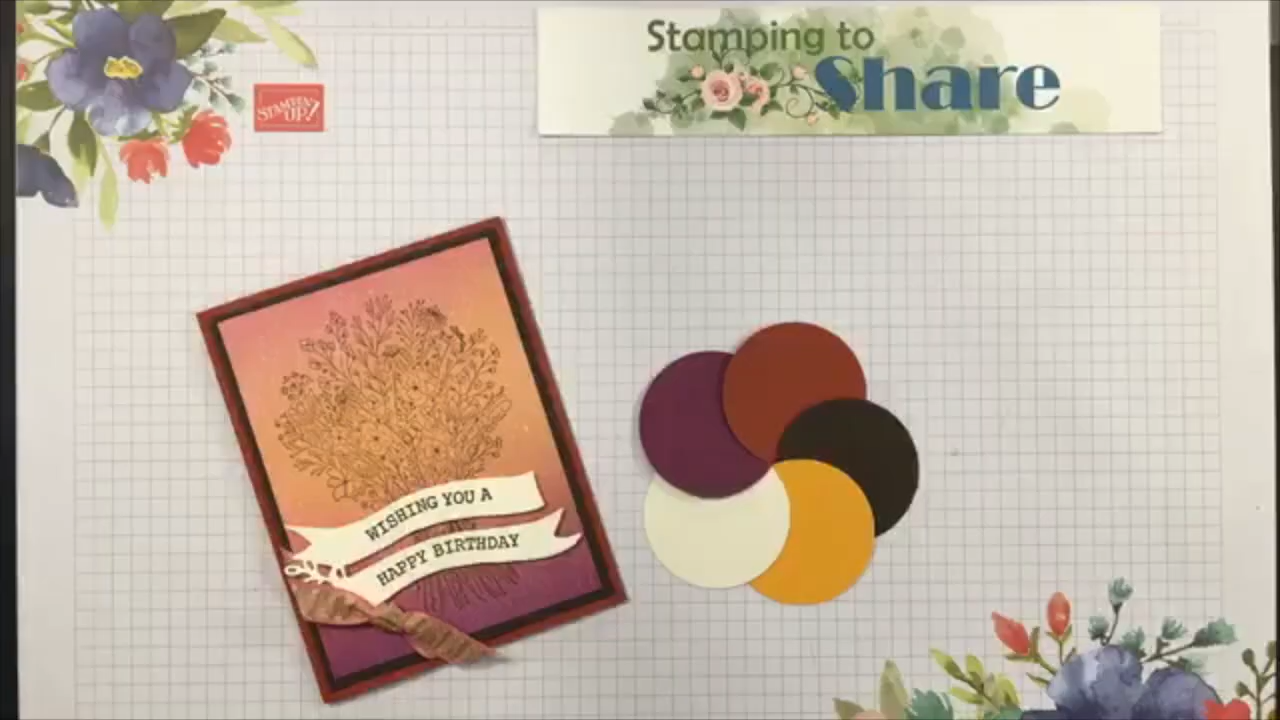 Stamping to
Share
STAMPIN'
UP!
WISHING YOU A
HAPPY BIRTHDAY